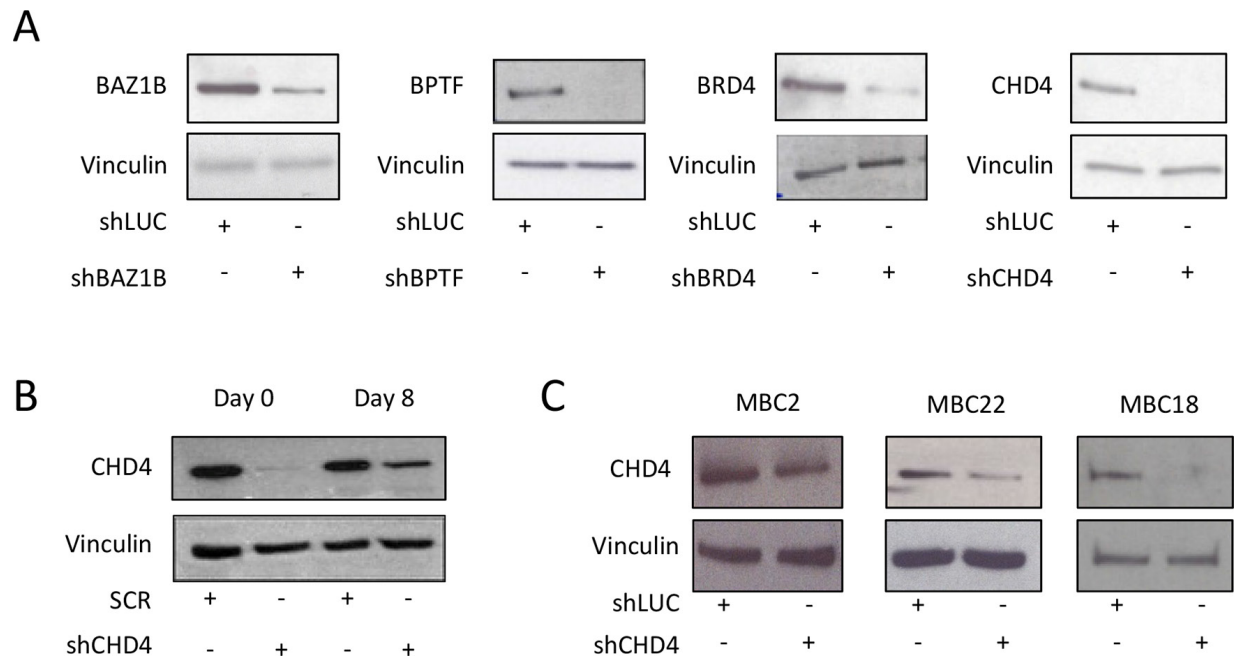 A
BAZ1B BPTF BRD4 CHD4
Vinculin Vinculin Vinculin Vinculin
shLUC + - shLUC + - shLUC + - shLUC + -
shBAZ1B - + shBPTF - + shBRD4 - + shCHD4 - +
B Day 0 Day 8
CHD4
Vinculin
SCR + - + -
shCHD4 - + - +
C MBC2 MBC22 MBC18
CHD4
Vinculin
shLUC + - + - + -
shCHD4 - + - + - +